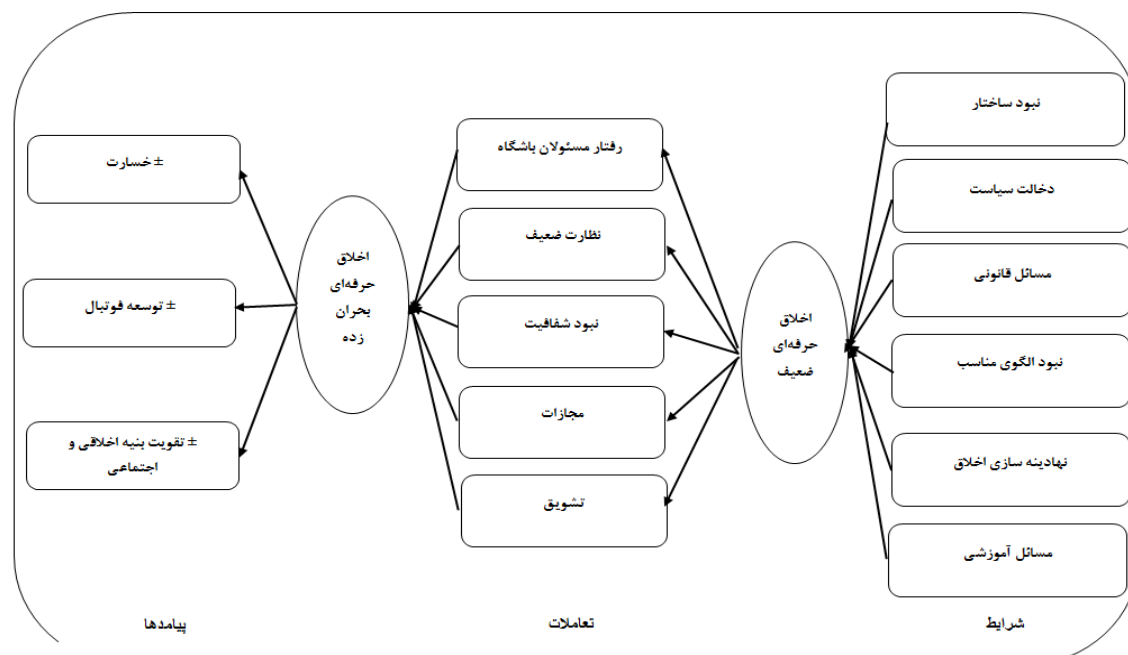 نبود ساختار
دخالت سیاست
مسائل قانونی
نبود الگوی مناسب
نهادینه سازی اخلاق
مسائل آموزشی
شرایط
اخلاق
حرفه‌ای
ضعیف
رفتار مسئولان باشگاه
نظارت ضعیف
نبود شفافیت
مجازات
تشویق
تعاملات
اخلاق
حرفه‌ای
بحران
زده
± خسارت
± توسعه فوتبال
± تقویت بنیه اخلاقی و
اجتماعی
پیامدها